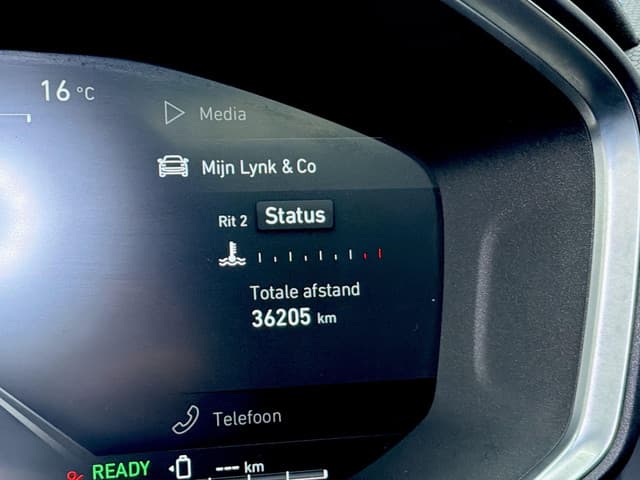 16 °C
Media
Mijn Lynk & Co
Rit 2 Status
Totale afstand
36205 km
Telefoon
READY --- km